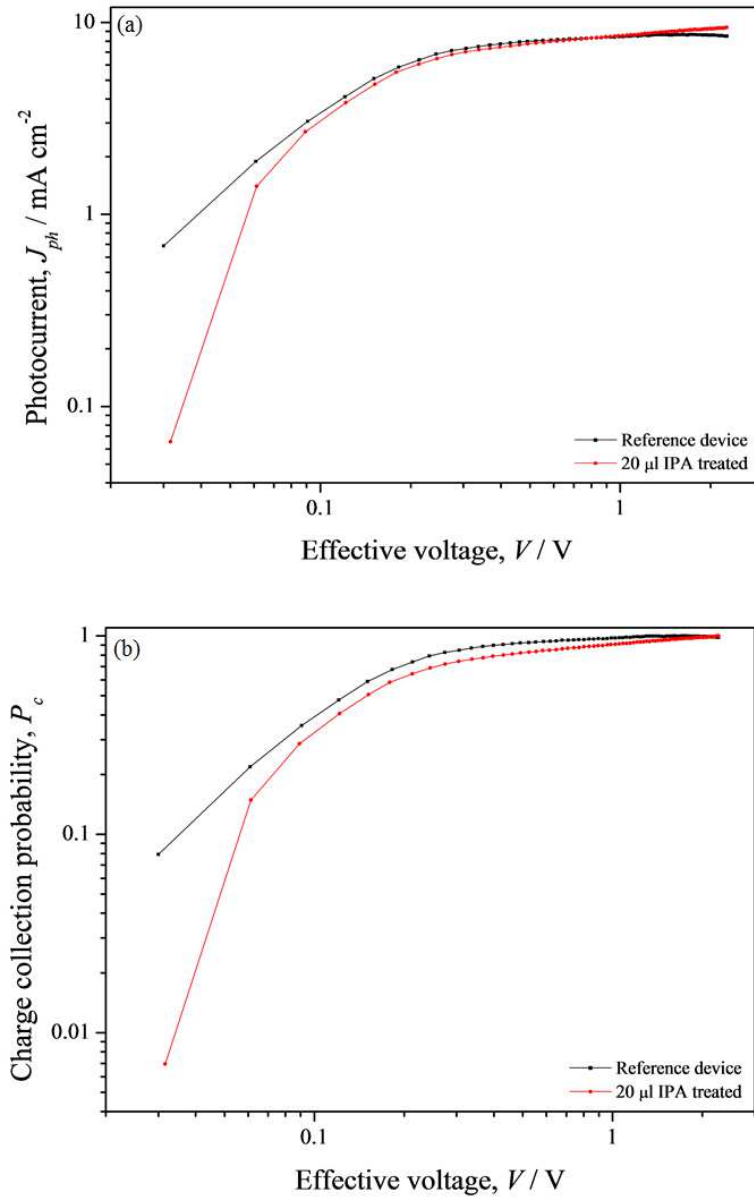 (a)
10
1
0.1
Photocurrent, J_ph / mA cm⁻²
Reference device
20 µl IPA treated
0.1
1
Effective voltage, V / V
(b)
1
0.1
0.01
Charge collection probability, P_c
Reference device
20 µl IPA treated
0.1
1
Effective voltage, V / V